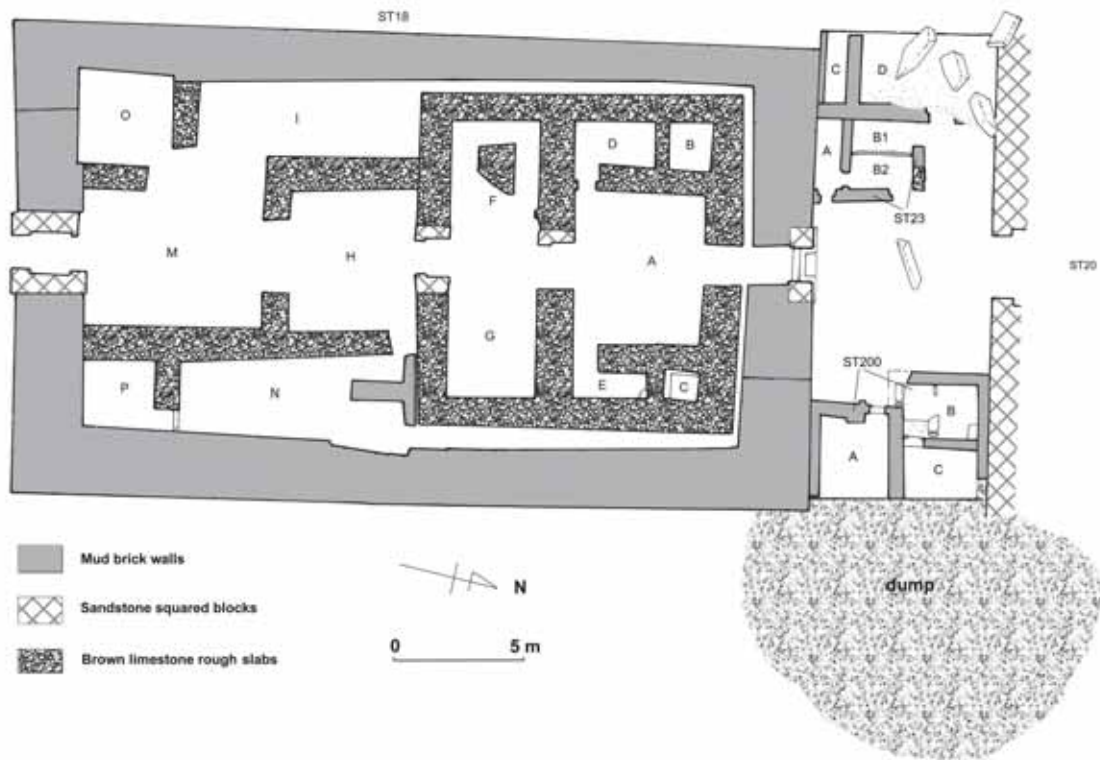 ST18
C
D
O
I
D
B
B1
A
B2
F
ST23
M
H
A
ST20
G
ST200
P
N
E
C
B
A
C
Mud brick walls
Sandstone squared blocks
Brown limestone rough slabs
N
0 5 m
dump